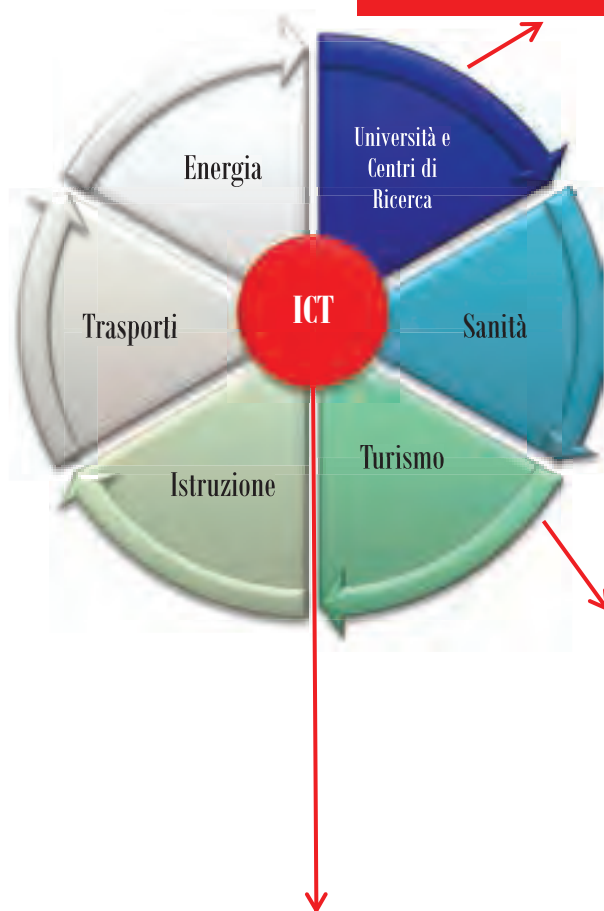 Energia
Università e
Centri di
Ricerca
Trasporti
ICT
Sanità
Istruzione
Turismo